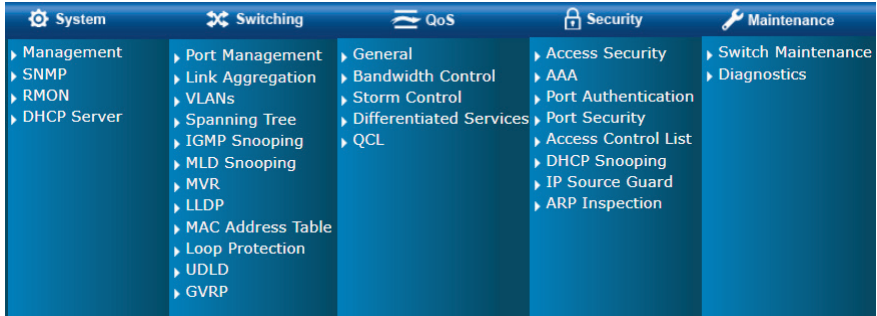 System
Management
SNMP
RMON
DHCP Server
Switching
Port Management
Link Aggregation
VLANs
Spanning Tree
IGMP Snooping
MLD Snooping
MVR
LLDP
MAC Address Table
Loop Protection
UDLD
GVRP
QoS
General
Bandwidth Control
Storm Control
Differentiated Services
QCL
Security
Access Security
AAA
Port Authentication
Port Security
Access Control List
DHCP Snooping
IP Source Guard
ARP Inspection
Maintenance
Switch Maintenance
Diagnostics